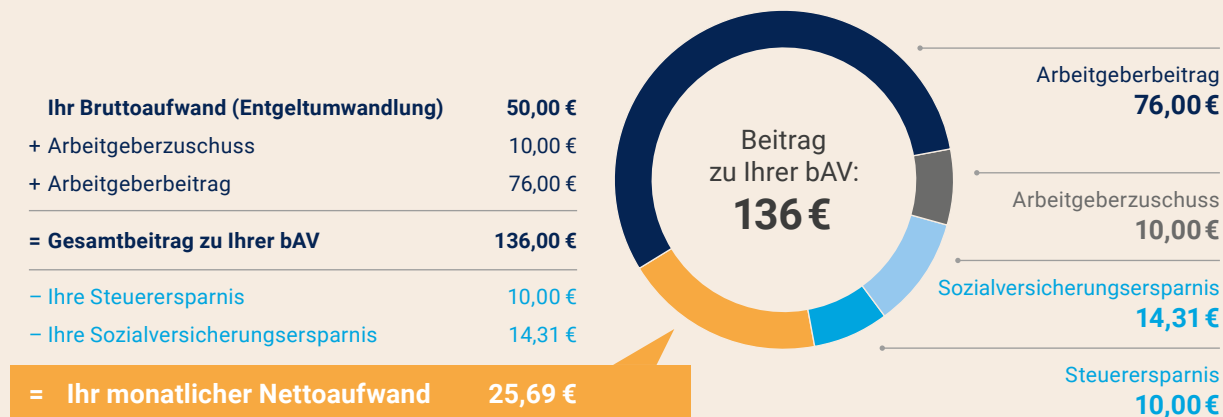 Ihr Bruttoaufwand (Entgeltumwandlung) 50,00 €
+ Arbeitgeberzuschuss 10,00 €
+ Arbeitgeberbeitrag 76,00 €
= Gesamtbeitrag zu Ihrer bAV 136,00 €
– Ihre Steuerersparnis 10,00 €
– Ihre Sozialversicherungsersparnis 14,31 €
= Ihr monatlicher Nettoaufwand 25,69 €
Beitrag
zu Ihrer bAV:
136 €
Arbeitgeberbeitrag
76,00 €
Arbeitgeberzuschuss
10,00 €
Sozialversicherungsersparnis
14,31 €
Steuerersparnis
10,00 €